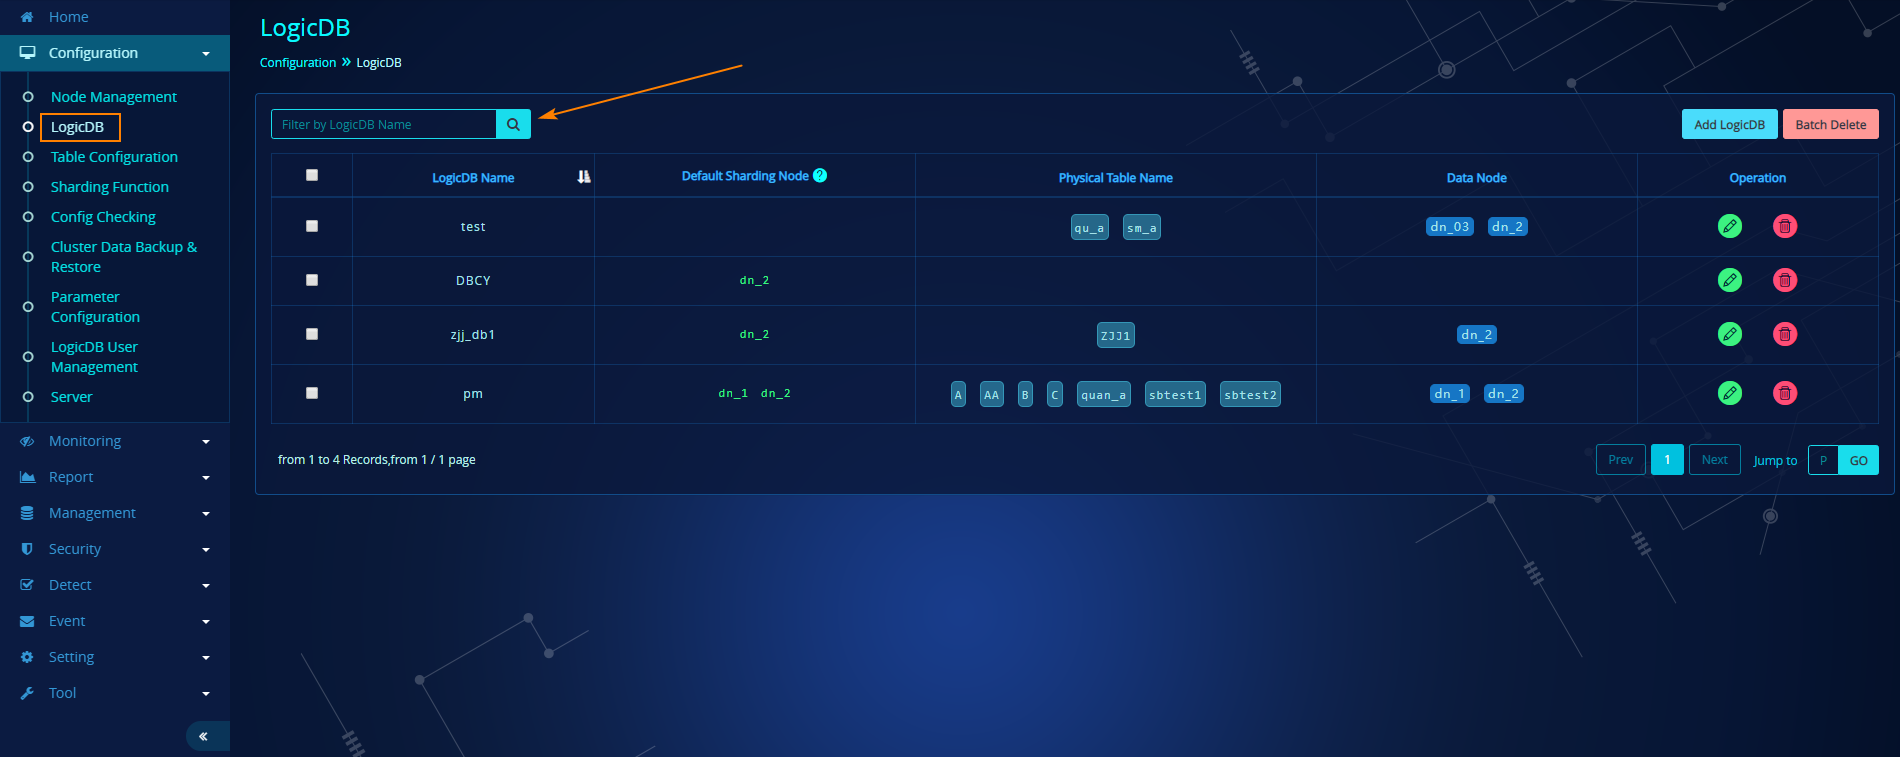 Home
Configuration
Node Management
LogicDB
Table Configuration
Sharding Function
Config Checking
Cluster Data Backup &
Restore
Parameter
Configuration
LogicDB User
Management
Server
Monitoring
Report
Management
Security
Detect
Event
Setting
Tool
LogicDB
Configuration » LogicDB
Filter by LogicDB Name
Add LogicDB Batch Delete
LogicDB Name Default Sharding Node ? Physical Table Name Data Node Operation
test qu_a sm_a dn_03 dn_2
DBCY dn_2
zjj_db1 dn_2 ZJJ1 dn_2
pm dn_1 dn_2 A AA B C quan_a sbtest1 sbtest2 dn_1 dn_2
from 1 to 4 Records,from 1 / 1 page
Prev 1 Next Jump to P GO